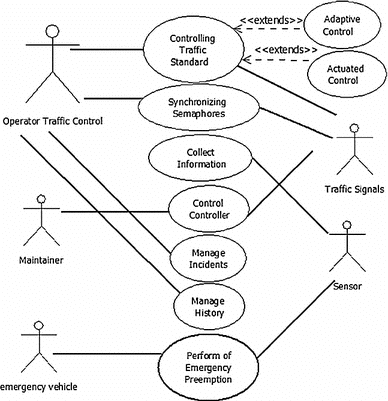 <<extends>>
Adaptive
Control
Controlling
Traffic
Standard
<<extends>>
Actuated
Control
Operator Traffic Control
Synchronizing
Semaphores
Collect
Information
Traffic Signals
Control
Controller
Maintainer
Manage
Incidents
Sensor
Manage
History
Perform of
Emergency
Preemption
emergency vehicle